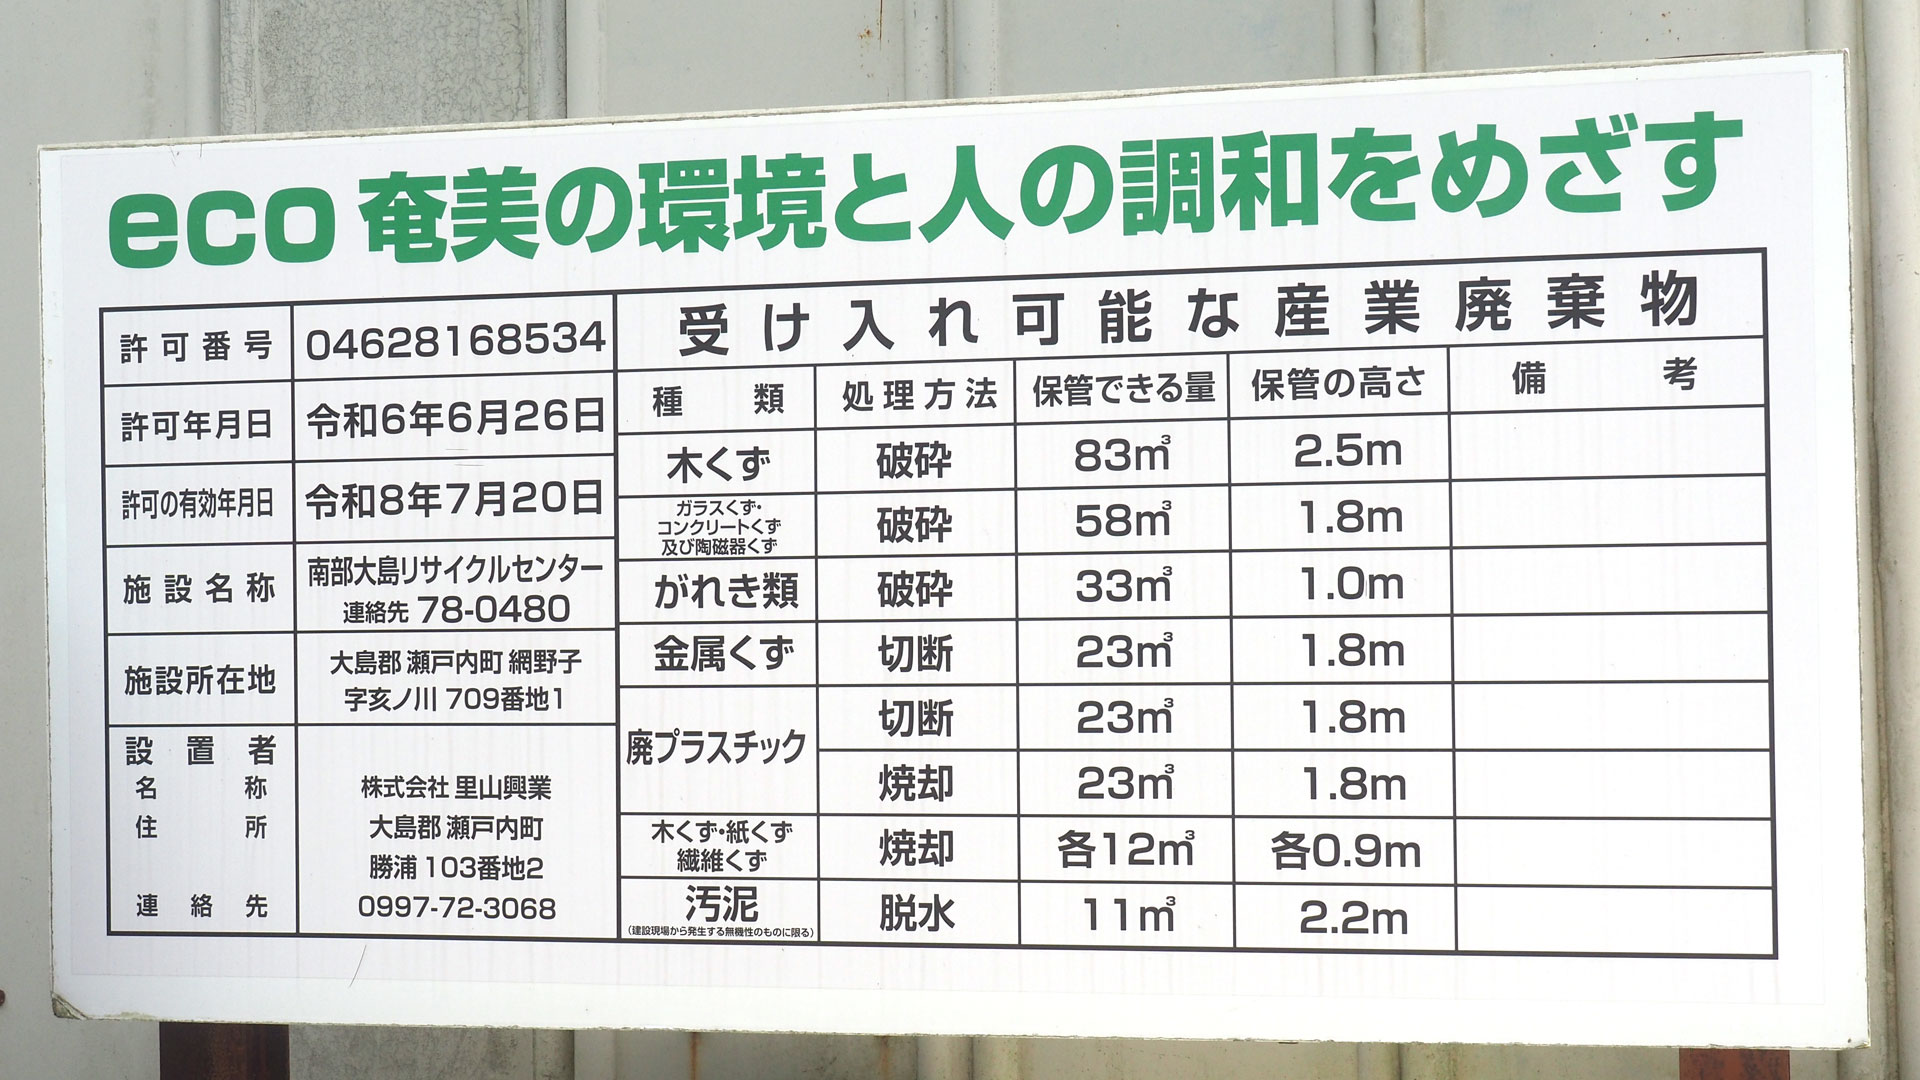 eco 奄美の環境と人の調和をめざす
許可番号 04628168534
許可年月日 令和6年6月26日
許可の有効年月日 令和8年7月20日
施設名称 南部大島リサイクルセンター
連絡先 78-0480
施設所在地 大島郡 瀬戸内町 網野子
字亥ノ川 709番地1
設置者
名称 株式会社 里山興業
住所 大島郡 瀬戸内町
勝浦 103番地2
連絡先 0997-72-3068
受け入れ可能な産業廃棄物
種類 処理方法 保管できる量 保管の高さ 備考
木くず 破砕 83㎥ 2.5m
ガラスくず・
コンクリートくず
及び陶磁器くず
破砕 58㎥ 1.8m
がれき類 破砕 33㎥ 1.0m
金属くず 切断 23㎥ 1.8m
廃プラスチック
切断 23㎥ 1.8m
焼却 23㎥ 1.8m
木くず・紙くず
繊維くず
焼却 各12㎥ 各0.9m
汚泥
(建設現場から発生する無機性のものに限る)
脱水 11㎥ 2.2m